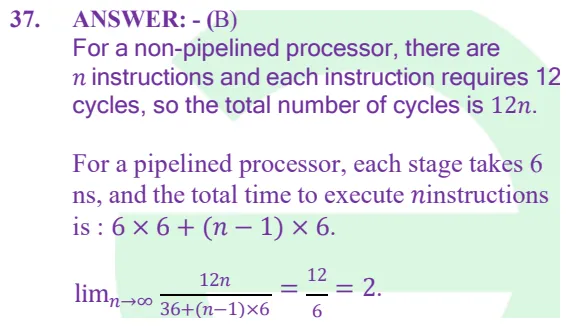 37. ANSWER: - (B)
For a non-pipelined processor, there are
n instructions and each instruction requires 12
cycles, so the total number of cycles is 12n.
For a pipelined processor, each stage takes 6
ns, and the total time to execute ninstructions
is : 6 × 6 + (n − 1) × 6.
lim_{n→∞} \frac{12n}{36+(n−1)×6} = \frac{12}{6} = 2.